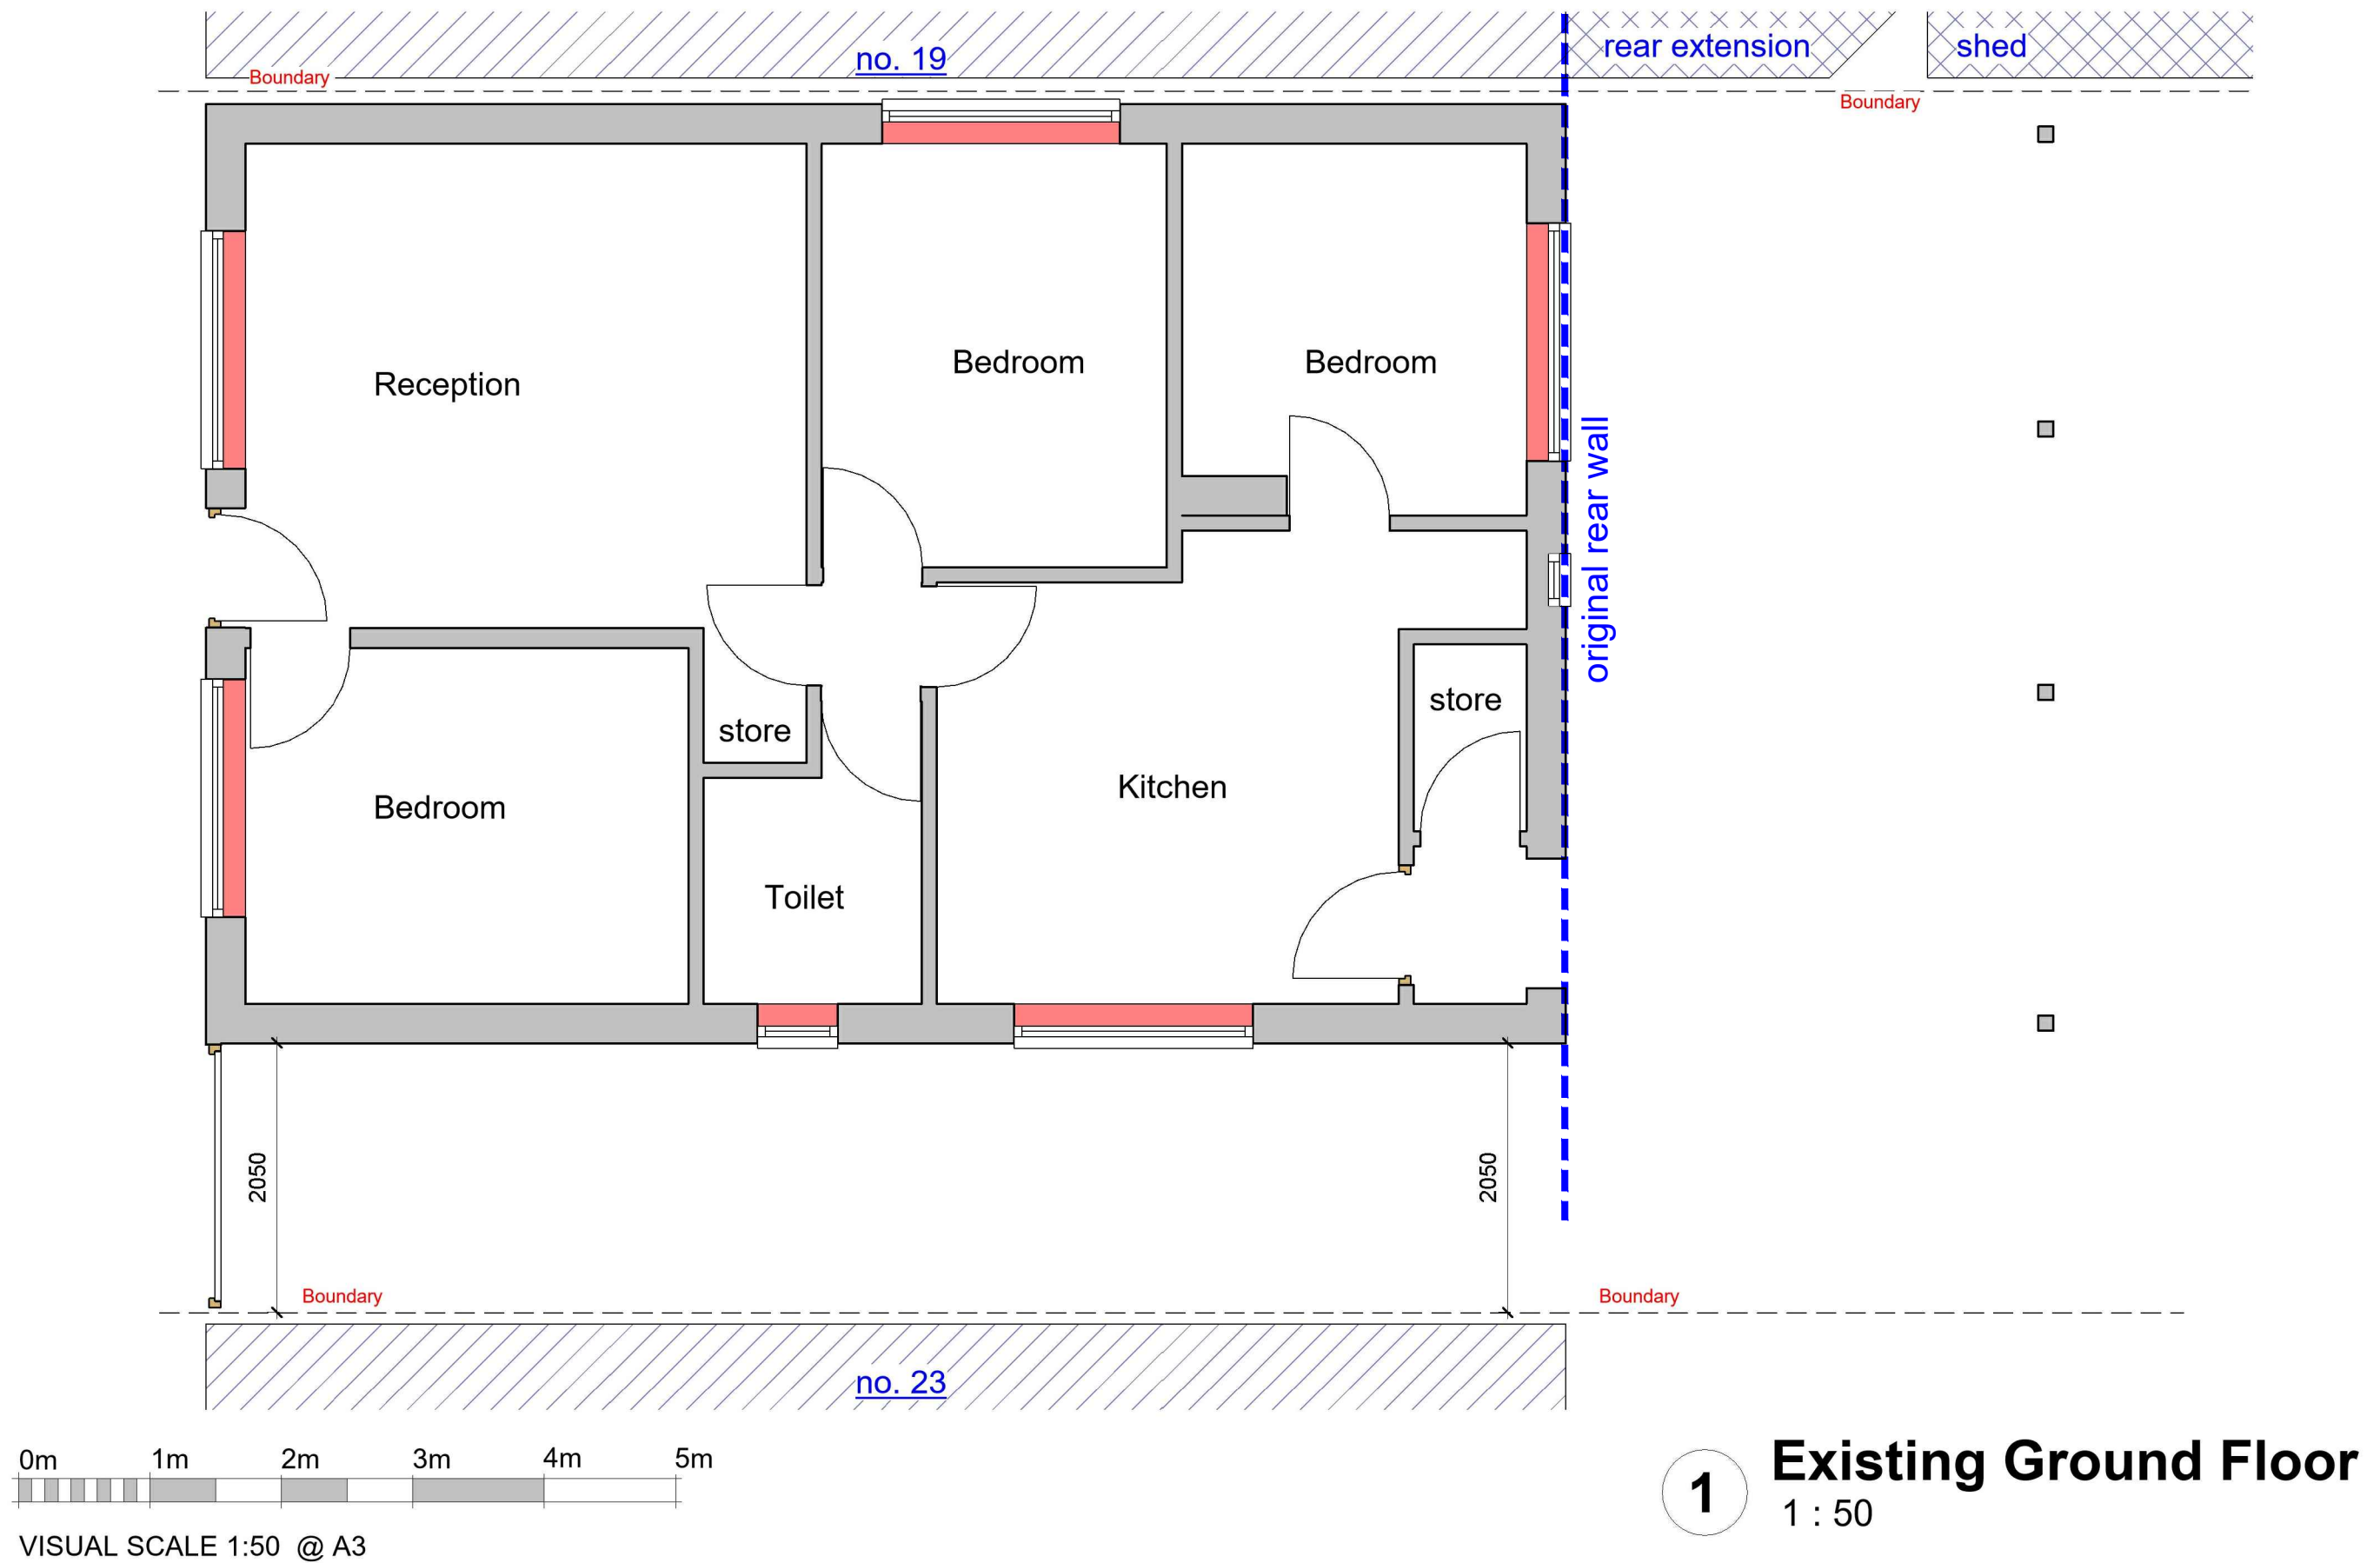 no. 19
rear extension
shed
Boundary
Boundary
Reception
Bedroom
Bedroom
original rear wall
store
store
Kitchen
Bedroom
Toilet
2050
2050
Boundary
Boundary
no. 23
0m 1m 2m 3m 4m 5m
VISUAL SCALE 1:50 @ A3
1
Existing Ground Floor
1 : 50